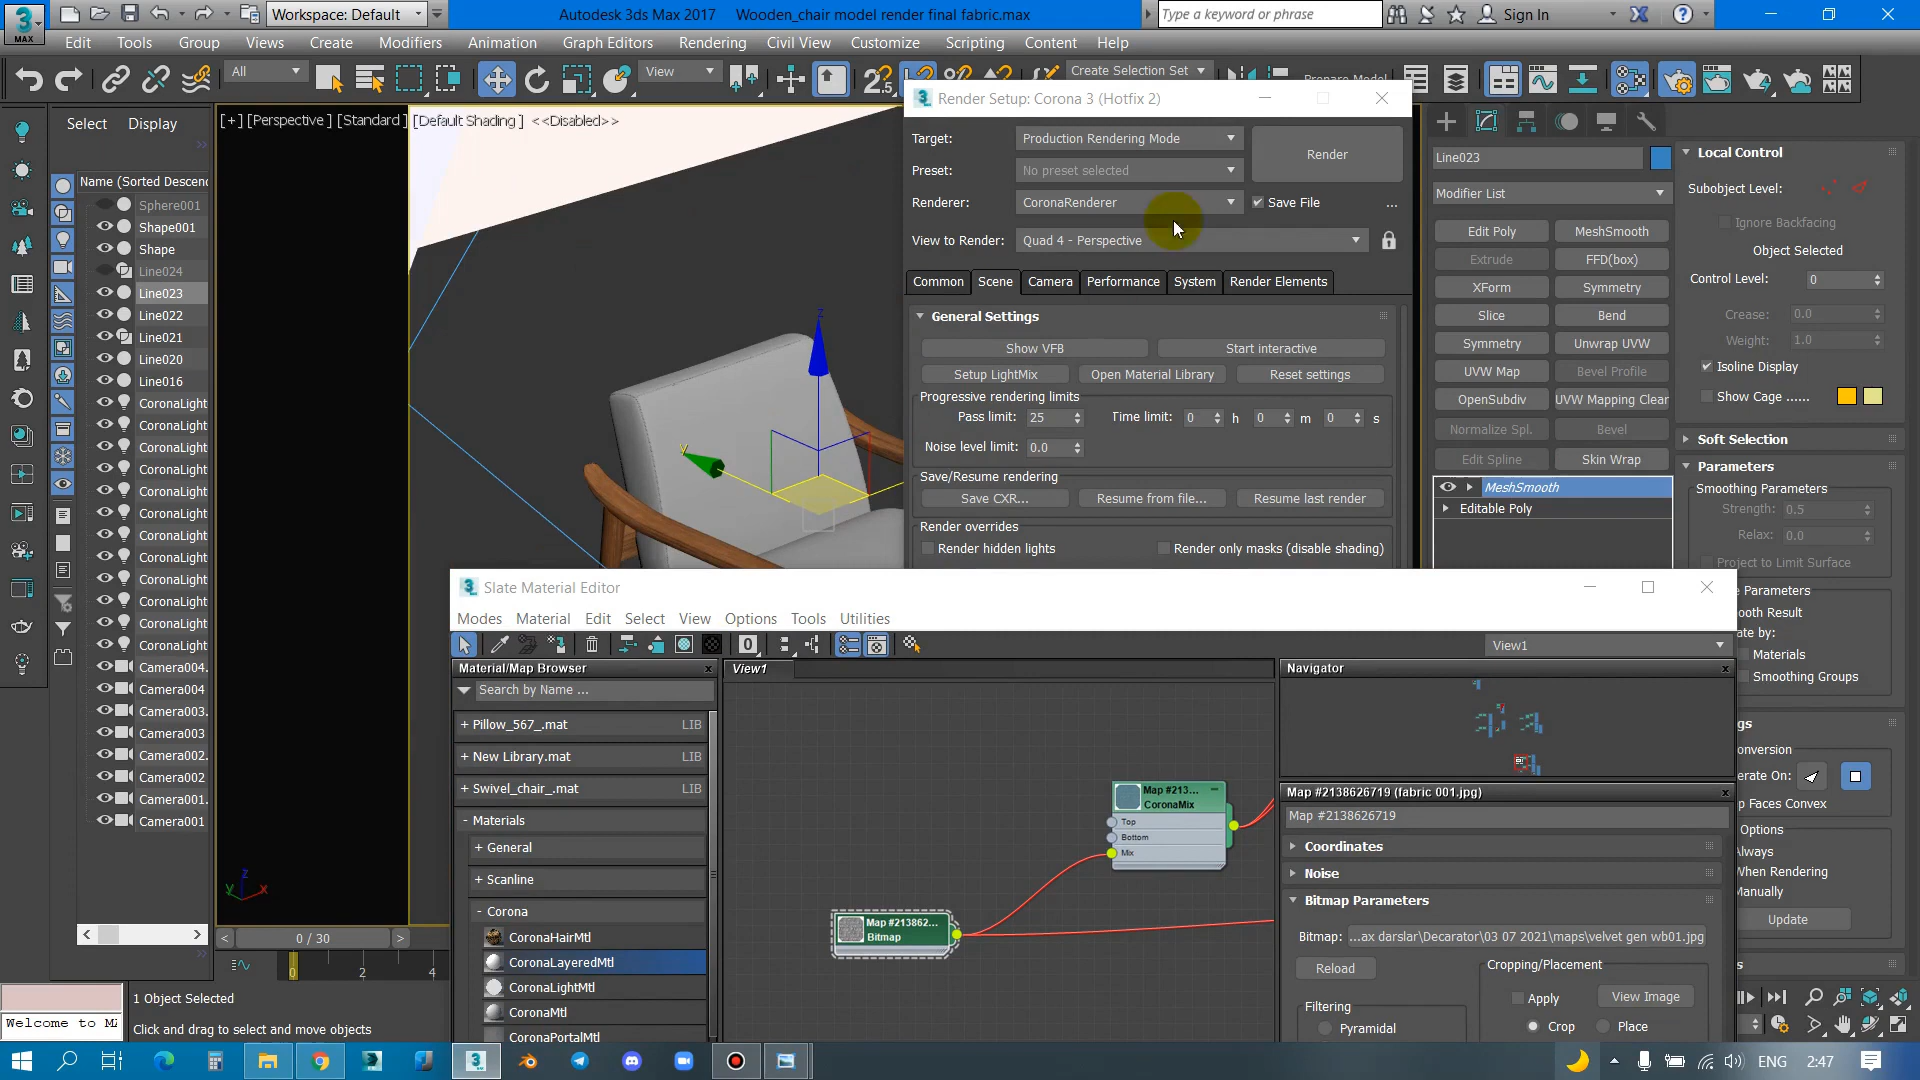 Workspace: Default
Autodesk 3ds Max 2017
Wooden_chair model render final fabric.max
Type a keyword or phrase
Sign In
3
MAX
Edit
Tools
Group
Views
Create
Modifiers
Animation
Graph Editors
Rendering
Civil View
Customize
Scripting
Content
Help
All
View
Create Selection Set
Select
Display
Name (Sorted Descend
Sphere001
Shape001
Shape
Line024
Line023
Line022
Line021
Line020
Line016
CoronaLight
CoronaLight
CoronaLight
CoronaLight
CoronaLight
CoronaLight
CoronaLight
CoronaLight
CoronaLight
CoronaLight
CoronaLight
CoronaLight
Camera004.
Camera004
Camera003.
Camera003
Camera002.
Camera002
Camera001.
Camera001
[+] [Perspective ] [Standard ] [Default Shading ] <<Disabled>>
z
y
z
y
x
Render Setup: Corona 3 (Hotfix 2)
Target:
Production Rendering Mode
Render
Preset:
No preset selected
Renderer:
CoronaRenderer
Save File
...
View to Render:
Quad 4 - Perspective
Common
Scene
Camera
Performance
System
Render Elements
General Settings
Show VFB
Start interactive
Setup LightMix
Open Material Library
Reset settings
Progressive rendering limits
Pass limit: 25
Time limit: 0 h 0 m 0 s
Noise level limit: 0.0
Save/Resume rendering
Save CXR...
Resume from file...
Resume last render
Render overrides
Render hidden lights
Render only masks (disable shading)
Line023
Modifier List
Edit Poly
MeshSmooth
Extrude
FFD(box)
XForm
Symmetry
Slice
Bend
Symmetry
Unwrap UVW
UVW Map
Bevel Profile
OpenSubdiv
UVW Mapping Clear
Normalize Spl.
Bevel
Edit Spline
Skin Wrap
MeshSmooth
Editable Poly
Local Control
Subobject Level:
Ignore Backfacing
Object Selected
Control Level: 0
Crease: 0.0
Weight: 1.0
Isoline Display
Show Cage ......
Soft Selection
Parameters
Smoothing Parameters
Strength: 0.5
Relax: 0.0
Project to Limit Surface
e Parameters
ooth Result
ate by:
Materials
Smoothing Groups
gs
onversion
erate On:
p Faces Convex
Options
Always
When Rendering
Manually
Update
s
Slate Material Editor
Modes
Material
Edit
Select
View
Options
Tools
Utilities
0
View1
Material/Map Browser
Search by Name ...
+ Pillow_567_.mat LIB
+ New Library.mat LIB
+ Swivel_chair_.mat LIB
- Materials
+ General
+ Scanline
- Corona
CoronaHairMtl
CoronaLayeredMtl
CoronaLightMtl
CoronaMtl
CoronaPortalMtl
View1
Map #213...
CoronaMix
Top
Bottom
Mix
Map #213862...
Bitmap
Navigator
Map #2138626719 (fabric 001.jpg)
Map #2138626719
Coordinates
Noise
Bitmap Parameters
Bitmap: ...ax darslar\Decarator\03 07 2021\maps\velvet gen wb01.jpg
Reload
Cropping/Placement
Apply
View Image
Filtering
Crop
Place
Pyramidal
0 / 30
0
2
4
1 Object Selected
Welcome to MA
Click and drag to select and move objects
ENG
2:47